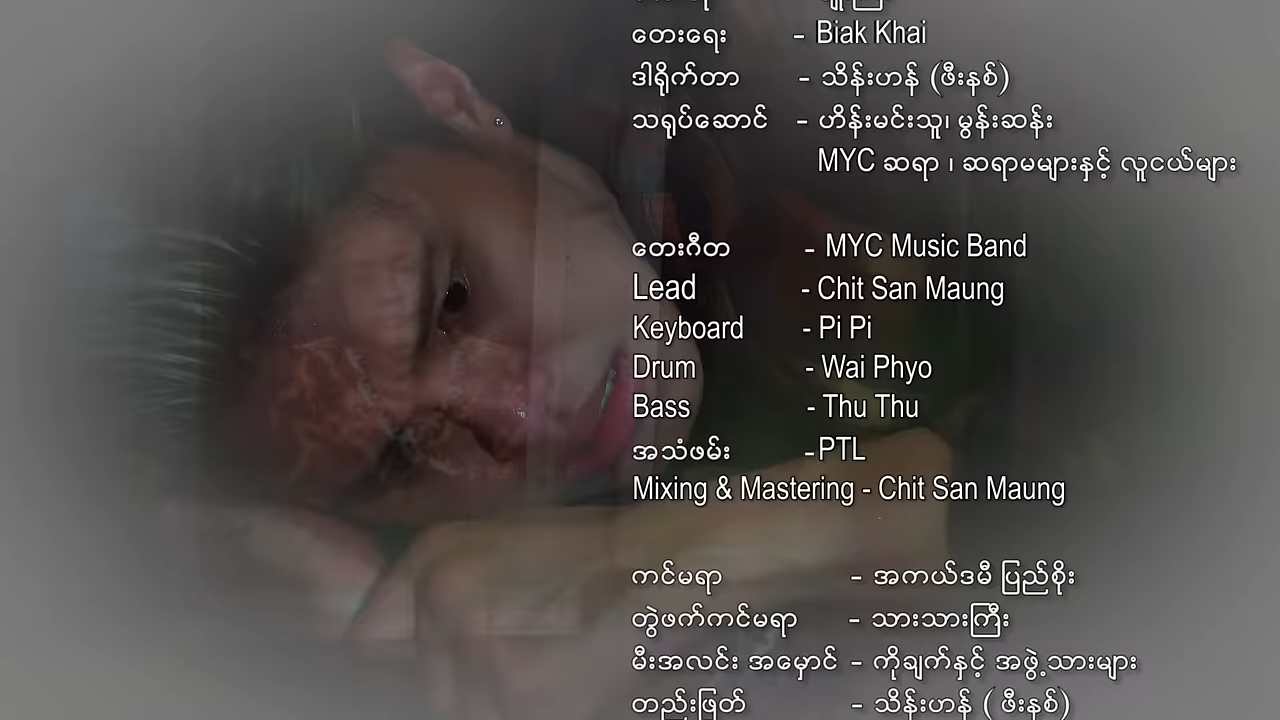 တေးရေး - Biak Khai
ဒါရိုက်တာ - သိန်းဟန် (ဖီးနစ်)
သရုပ်ဆောင် - ဟိန်းမင်းသူ၊ မွန်းဆန်း
MYC ဆရာ ၊ ဆရာမများနှင့် လူငယ်များ
တေးဂီတ - MYC Music Band
Lead - Chit San Maung
Keyboard - Pi Pi
Drum - Wai Phyo
Bass - Thu Thu
အသံဖမ်း -PTL
Mixing & Mastering - Chit San Maung
ကင်မရာ - အကယ်ဒမီ ပြည်စိုး
တွဲဖက်ကင်မရာ - သားသားကြီး
မီးအလင်း အမှောင် - ကိုချက်နှင့် အဖွဲ့သားများ
တည်းဖြတ် - သိန်းဟန် ( ဖီးနစ်)